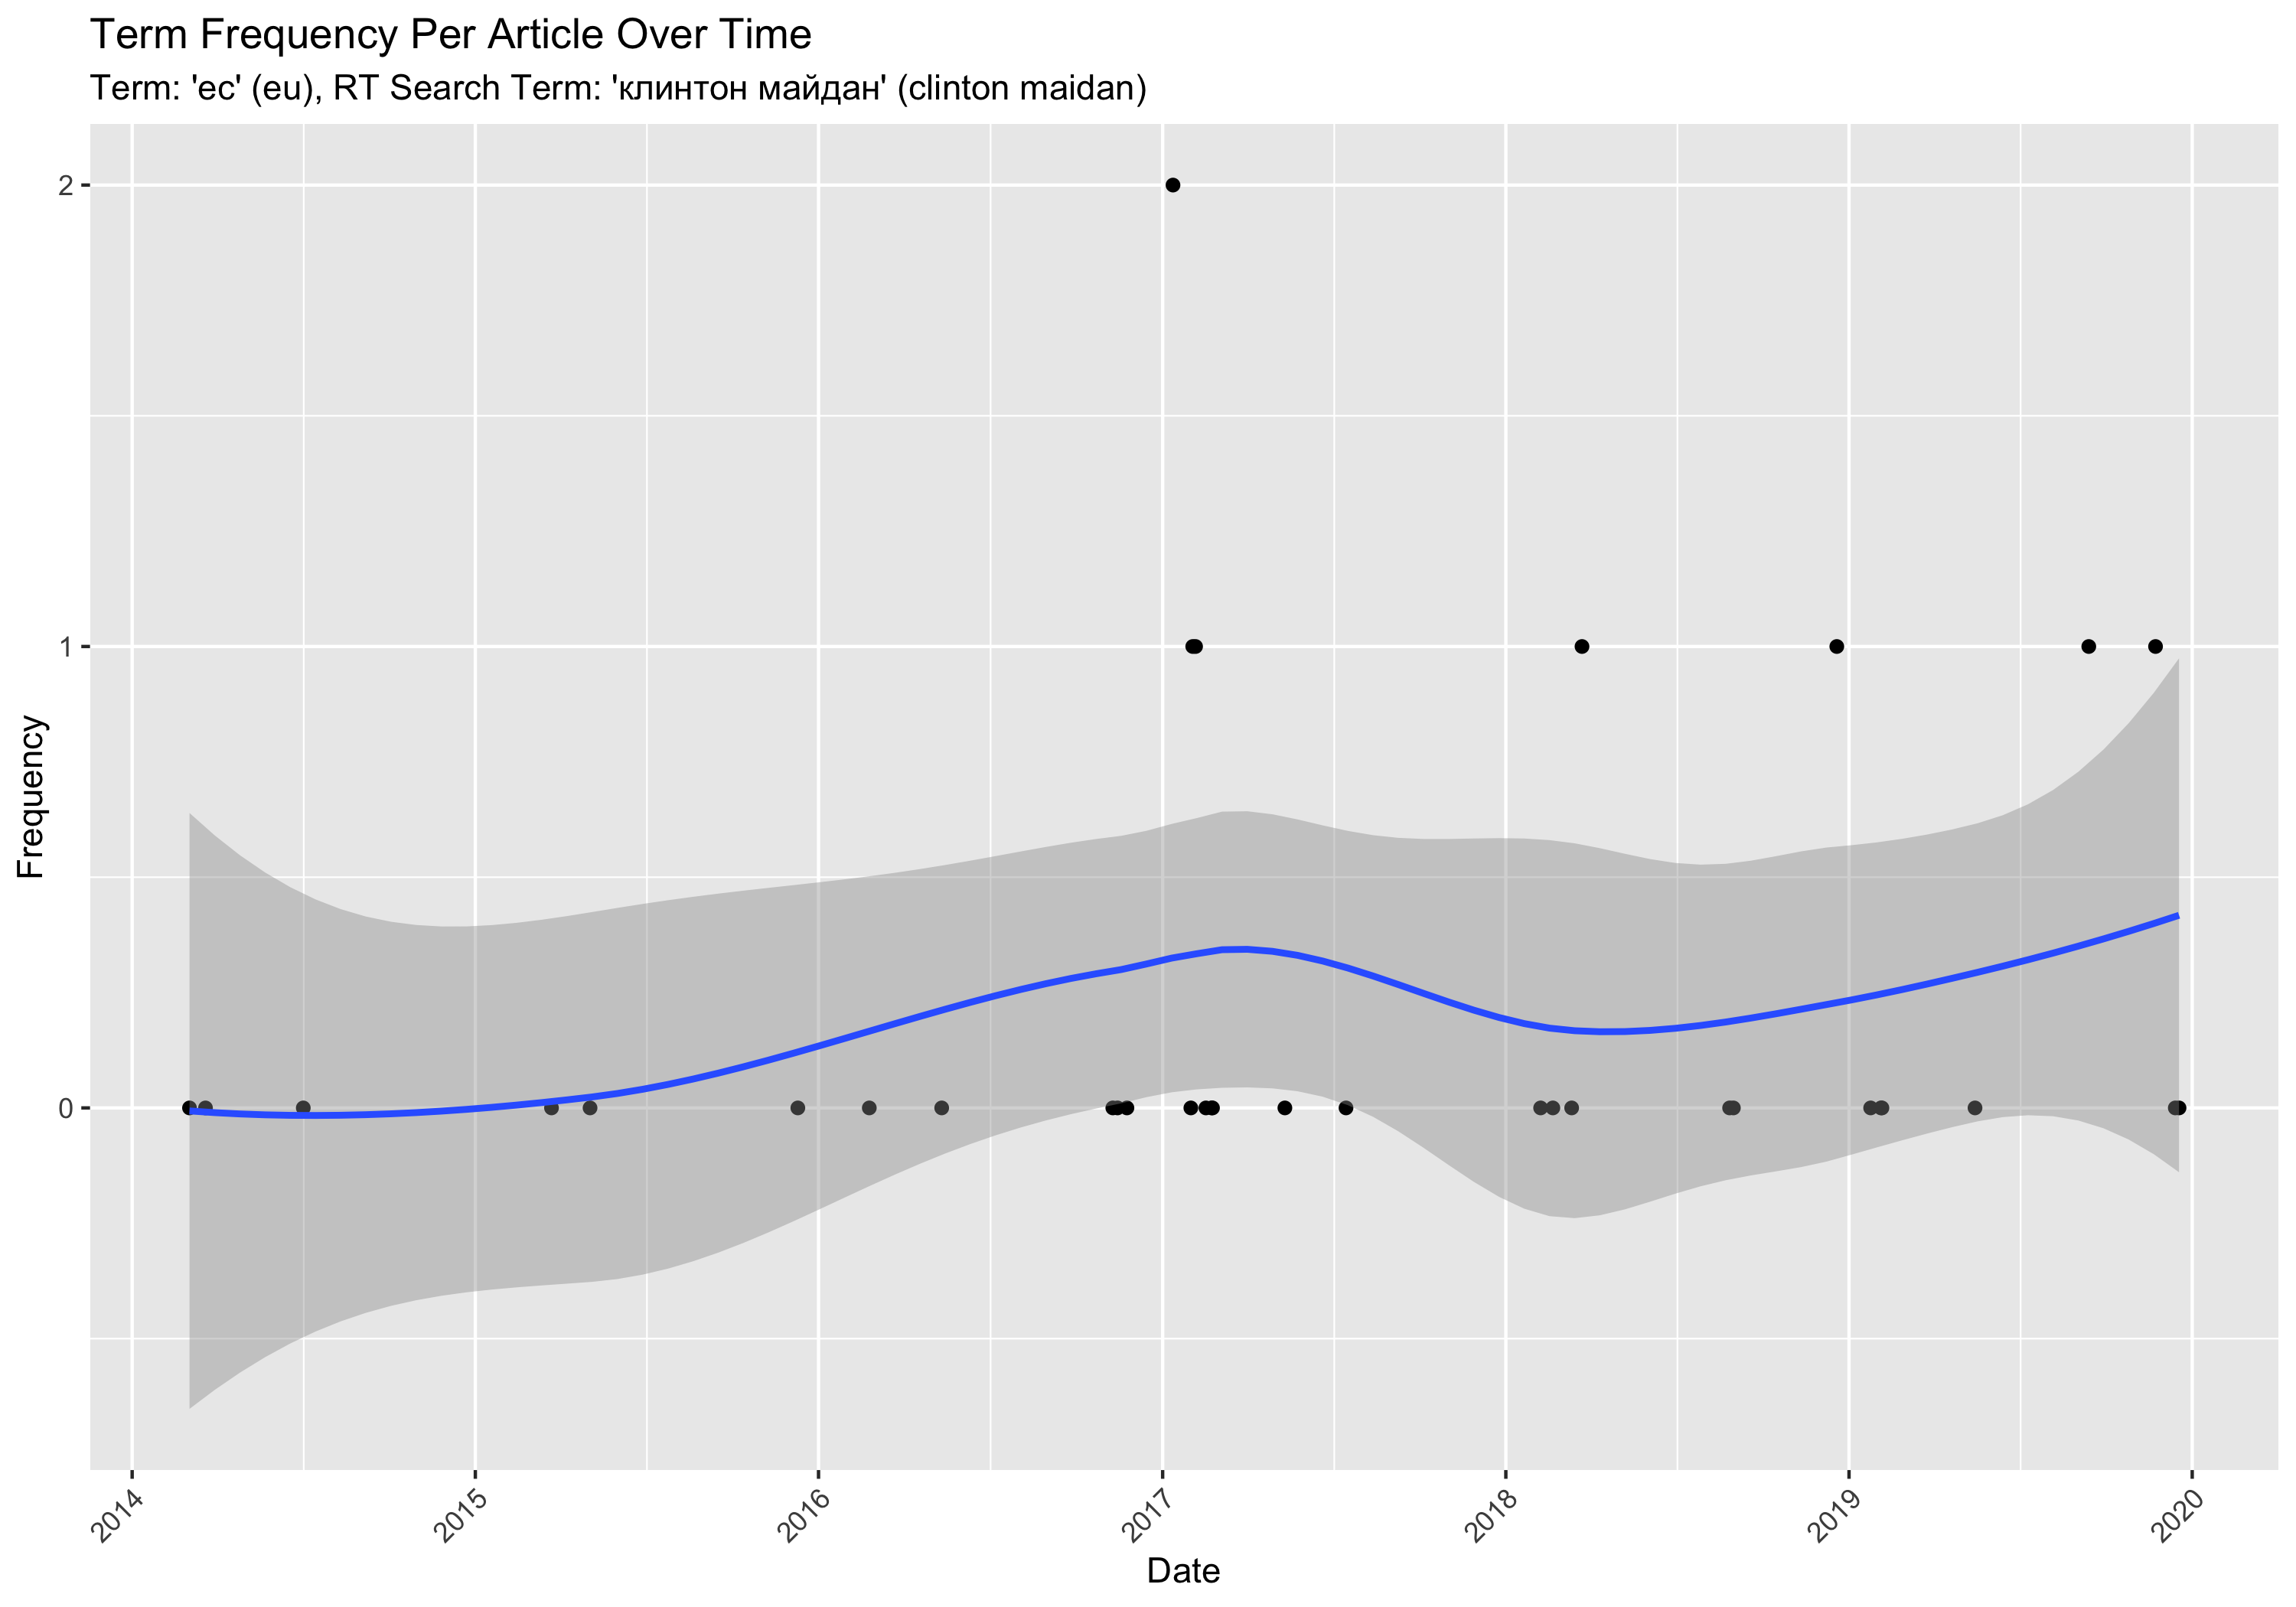 Term Frequency Per Article Over Time
Term: 'ес' (eu), RT Search Term: 'клинтон майдан' (clinton maidan)
2
1
0
Frequency
2014
2015
2016
2017
2018
2019
2020
Date